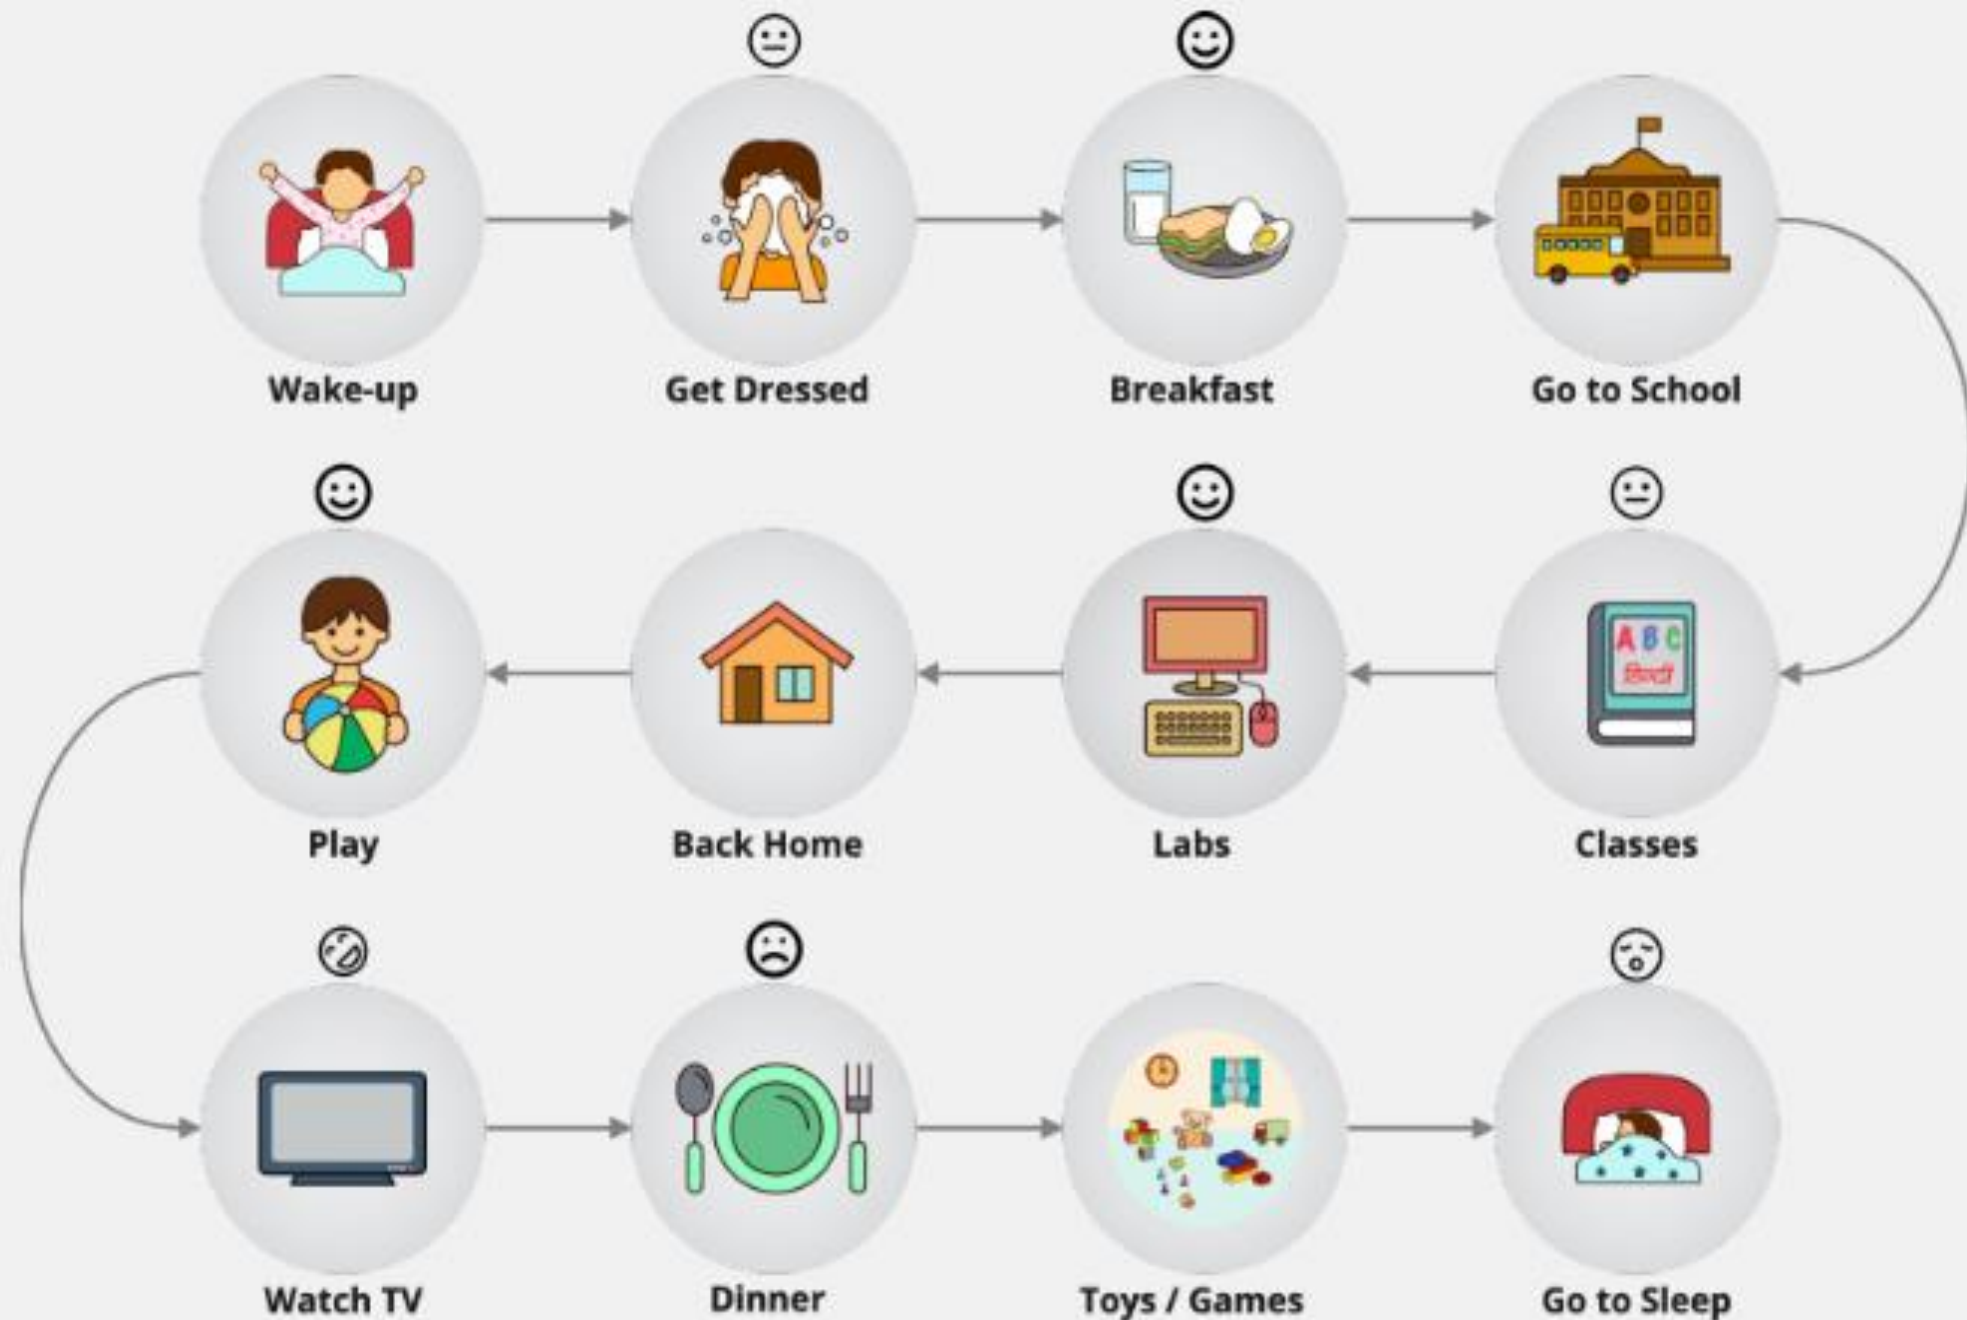 Wake-up
Get Dressed
Breakfast
Go to School
A B C
हिन्दी
Classes
Labs
Back Home
Play
Watch TV
Dinner
Toys / Games
Go to Sleep